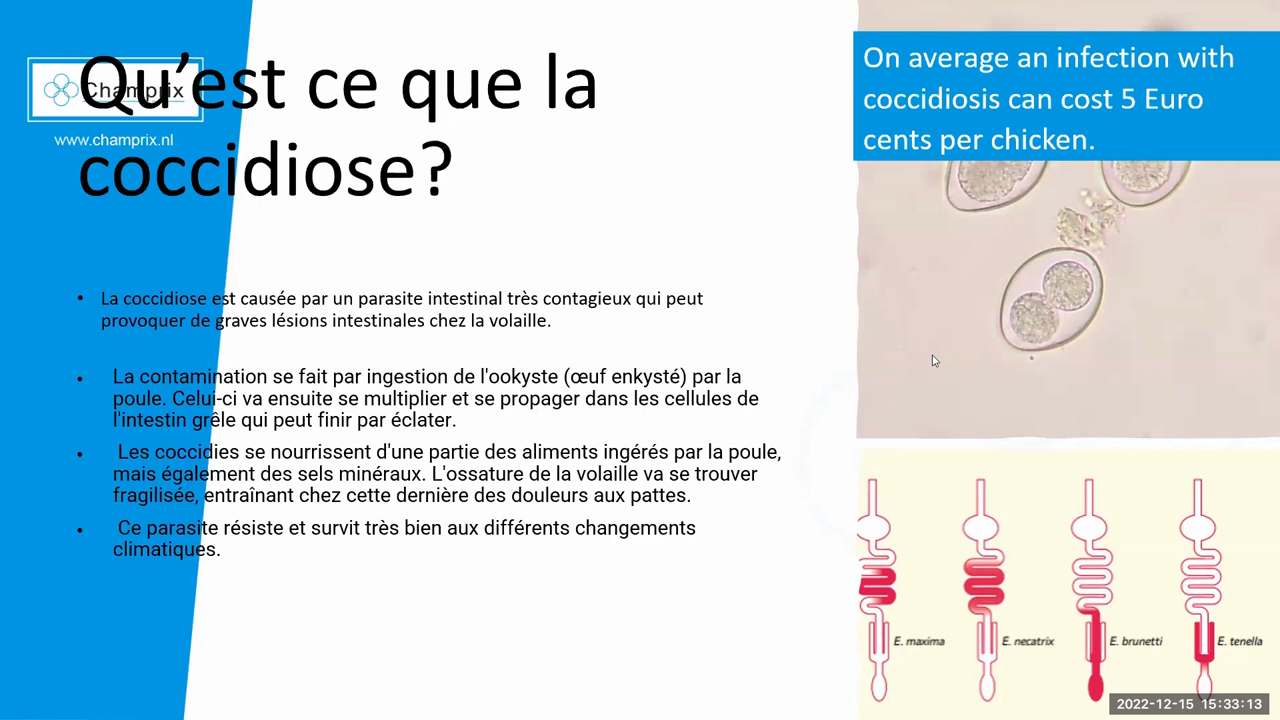 Champrix
www.champrix.nl
Qu’est ce que la
coccidiose?
• La coccidiose est causée par un parasite intestinal très contagieux qui peut
provoquer de graves lésions intestinales chez la volaille.
• La contamination se fait par ingestion de l'ookyste (œuf enkysté) par la
poule. Celui-ci va ensuite se multiplier et se propager dans les cellules de
l'intestin grêle qui peut finir par éclater.
• Les coccidies se nourrissent d'une partie des aliments ingérés par la poule,
mais également des sels minéraux. L'ossature de la volaille va se trouver
fragilisée, entraînant chez cette dernière des douleurs aux pattes.
• Ce parasite résiste et survit très bien aux différents changements
climatiques.
On average an infection with
coccidiosis can cost 5 Euro
cents per chicken.
E. maxima
E. necatrix
E. brunetti
E. tenella
2022-12-15 15:33:13